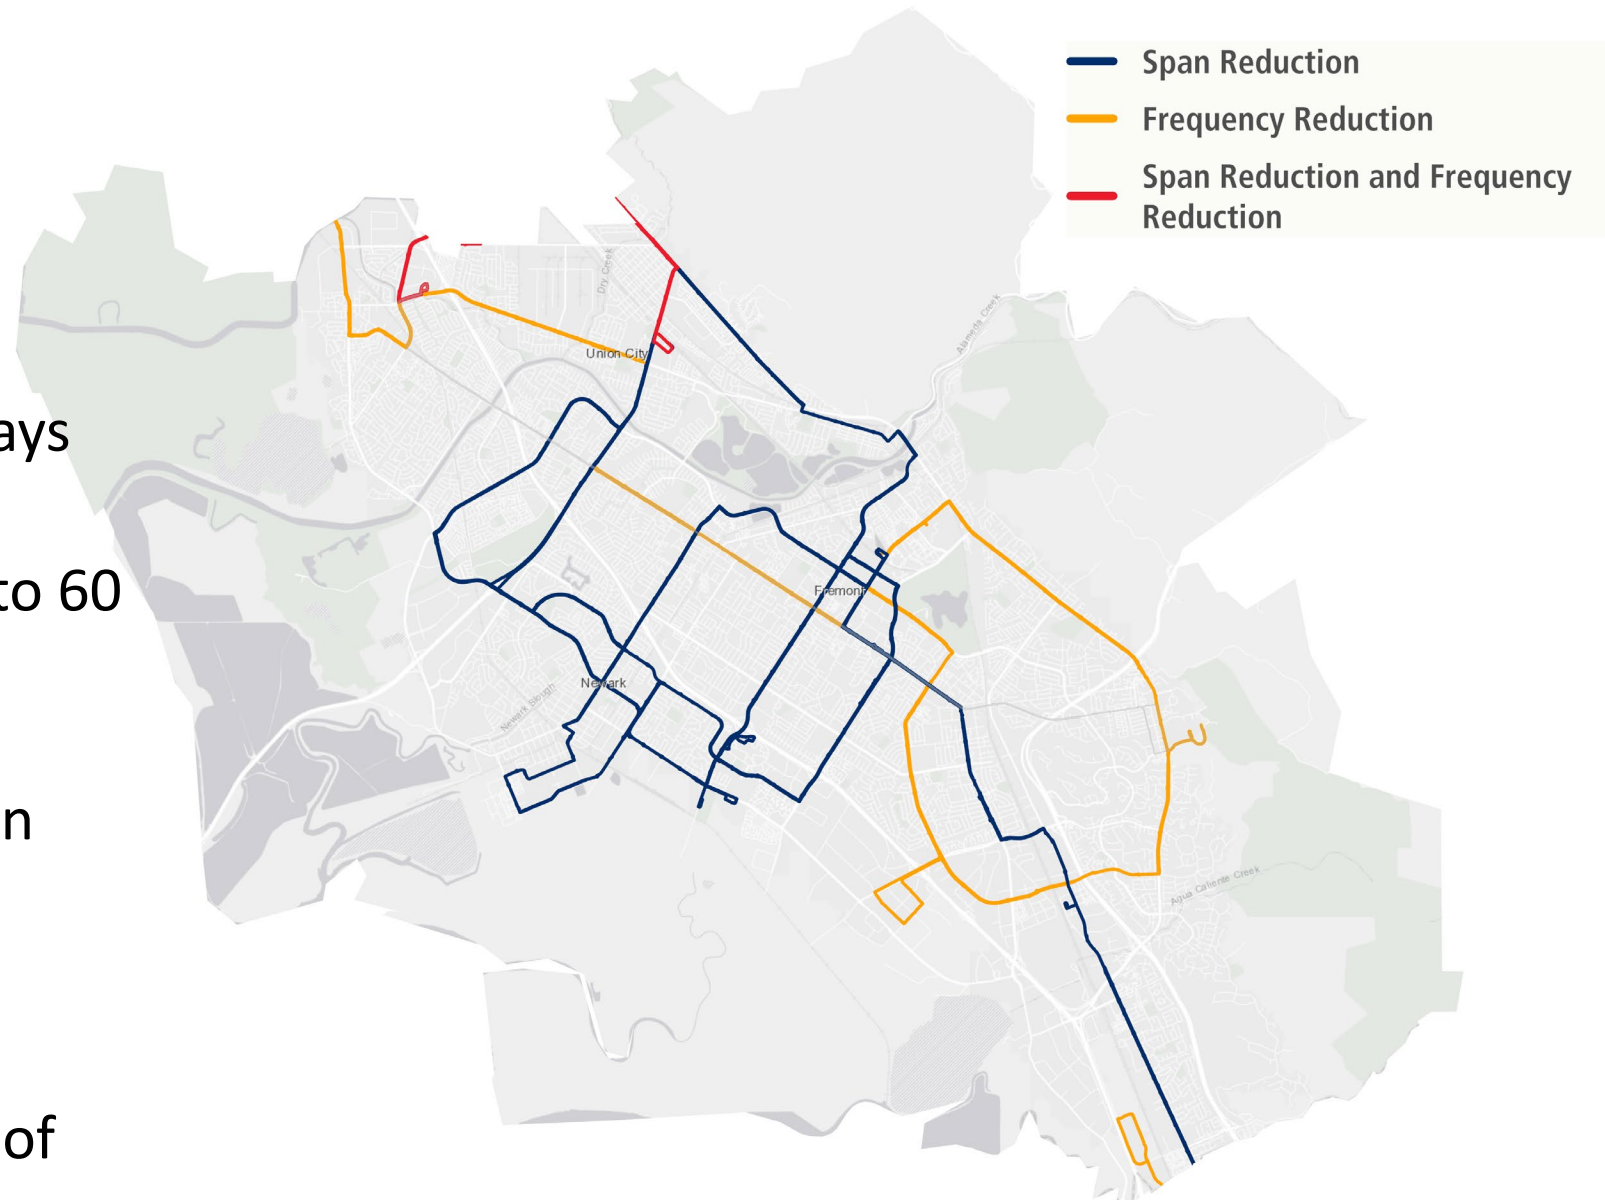 Span Reduction
Frequency Reduction
Span Reduction and Frequency
Reduction
Dry Creek
Alameda Creek
Union City
ays
to 60
Fremont
Newark
Newark Slough
n
Agua Caliente Creek
of